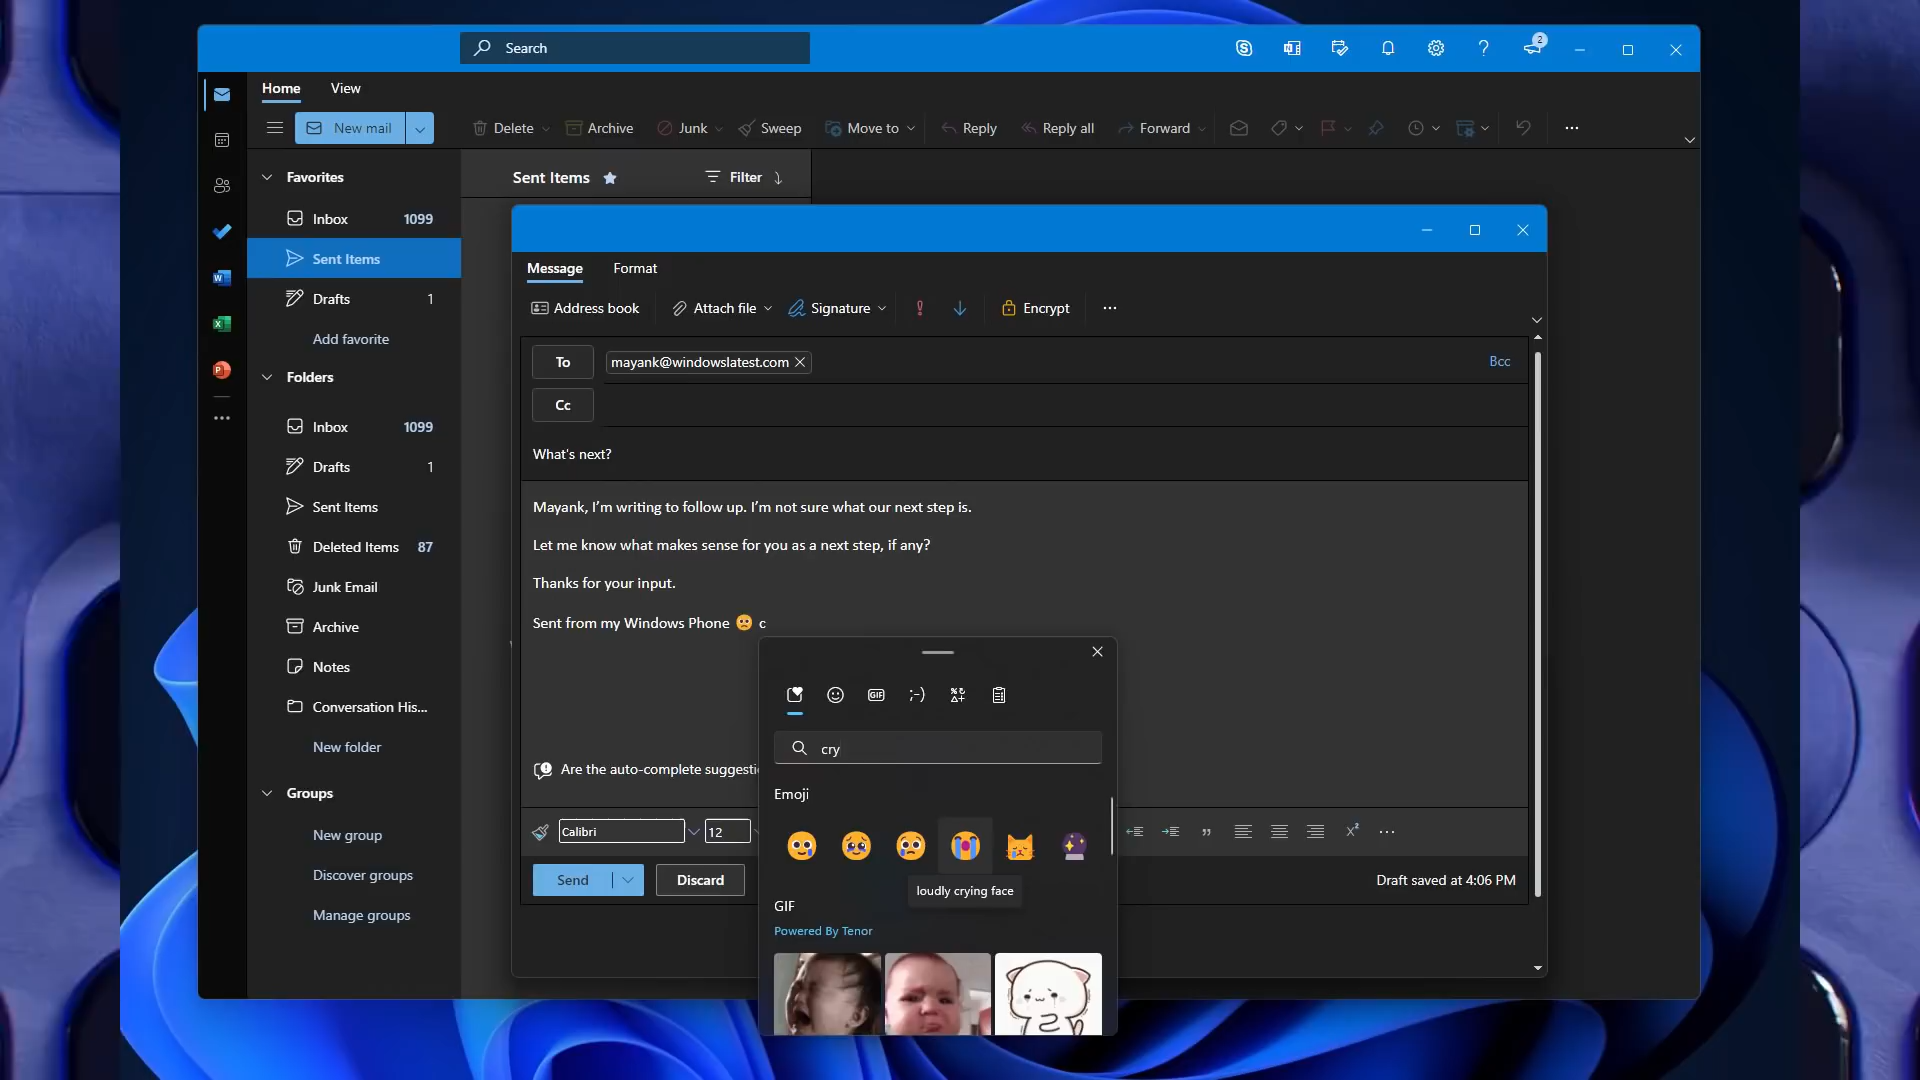 Search
2
Home
View
New mail
Delete
Archive
Junk
Sweep
Move to
Reply
Reply all
Forward
Favorites
Inbox 1099
Sent Items
Drafts 1
Add favorite
Folders
Inbox 1099
Drafts 1
Sent Items
Deleted Items 87
Junk Email
Archive
Notes
Conversation His...
New folder
Groups
New group
Discover groups
Manage groups
Sent Items
Filter
Message
Format
Address book
Attach file
Signature
Encrypt
To
mayank@windowslatest.com
Bcc
Cc
What's next?
Mayank, I’m writing to follow up. I’m not sure what our next step is.
Let me know what makes sense for you as a next step, if any?
Thanks for your input.
Sent from my Windows Phone 🙁 c
GIF
;-)
cry
Are the auto-complete suggesti
Emoji
loudly crying face
GIF
Powered By Tenor
Calibri
12
Send
Discard
Draft saved at 4:06 PM